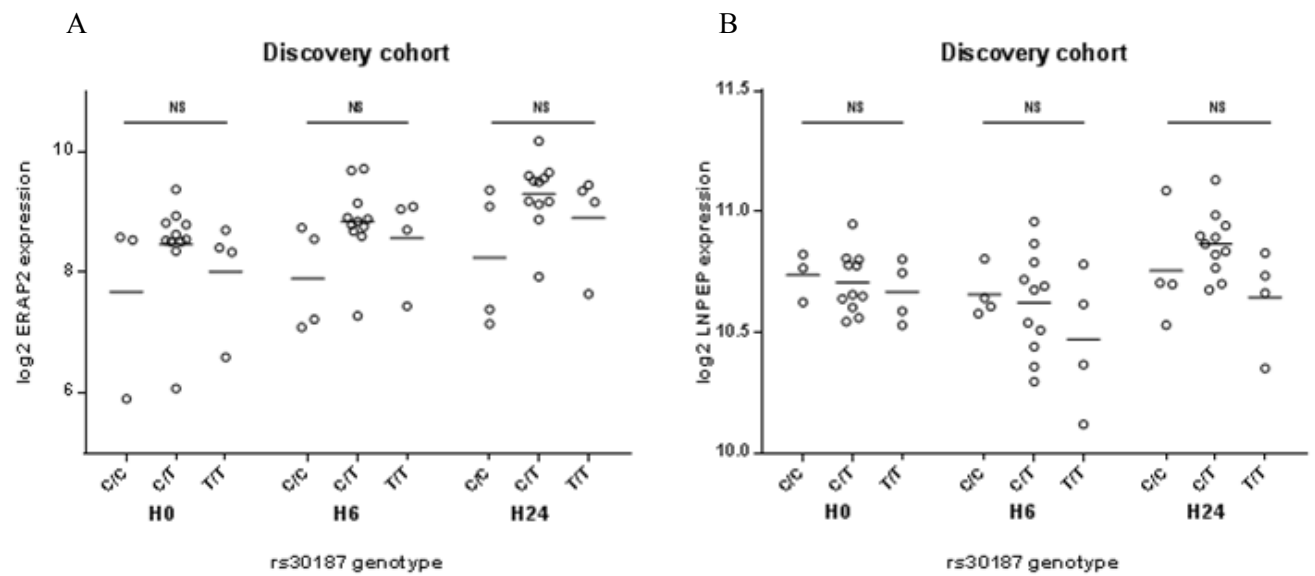 A
Discovery cohort
NS NS NS
10
8
6
log2 ERAP2 expression
C/C C/T T/T C/C C/T T/T C/C C/T T/T
H0 H6 H24
rs30187 genotype
B
Discovery cohort
NS NS NS
11.5
11.0
10.5
10.0
log2 LNPEP expression
C/C C/T T/T C/C C/T T/T C/C C/T T/T
H0 H6 H24
rs30187 genotype